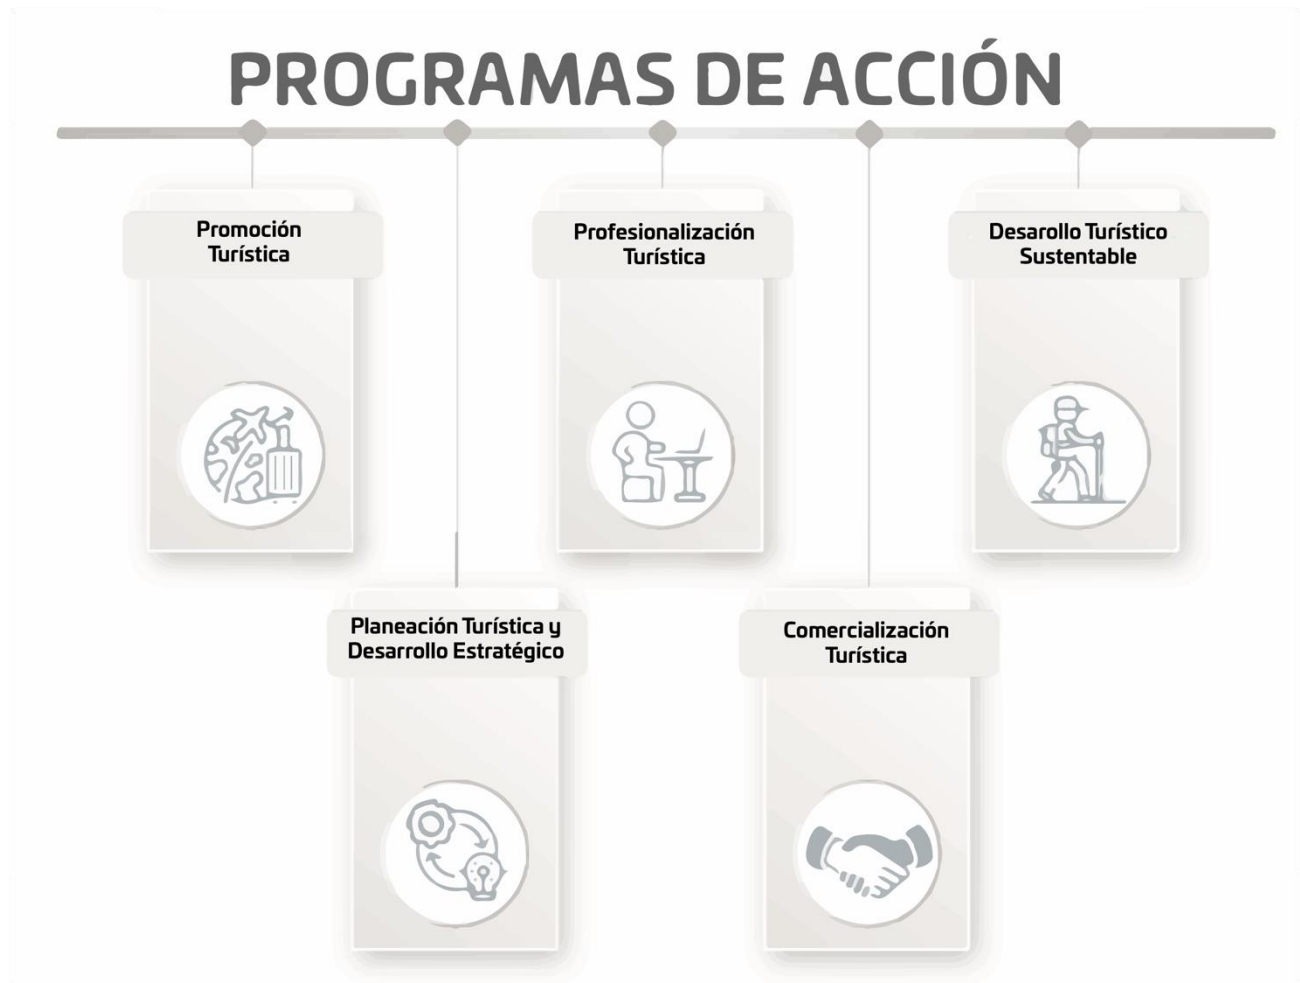 PROGRAMAS DE ACCIÓN
Promoción
Turística
Profesionalización
Turística
Desarollo Turístico
Sustentable
Planeación Turística y
Desarrollo Estratégico
Comercialización
Turística